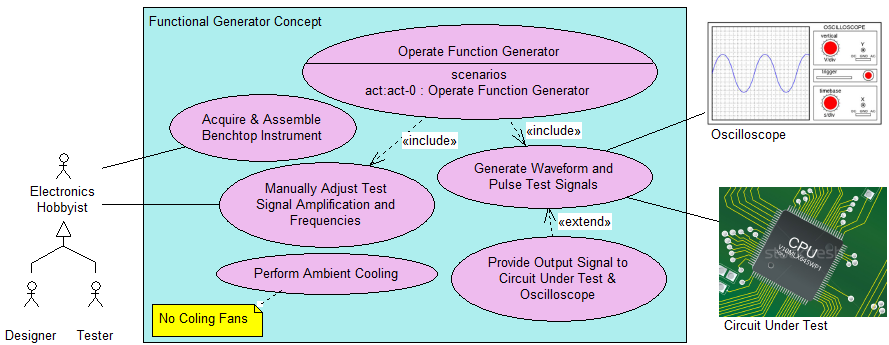 Functional Generator Concept
Operate Function Generator
scenarios
act:act-0 : Operate Function Generator
Acquire & Assemble
Benchtop Instrument
«include»
«include»
Electronics
Hobbyist
Manually Adjust Test
Signal Amplification and
Frequencies
Generate Waveform and
Pulse Test Signals
«extend»
Perform Ambient Cooling
Provide Output Signal to
Circuit Under Test &
Oscilloscope
No Coling Fans
Designer
Tester
OSCILLOSCOPE
vertical
V/div
Y
trigger
timebase
s/div
X
Oscilloscope
CPU
Circuit Under Test